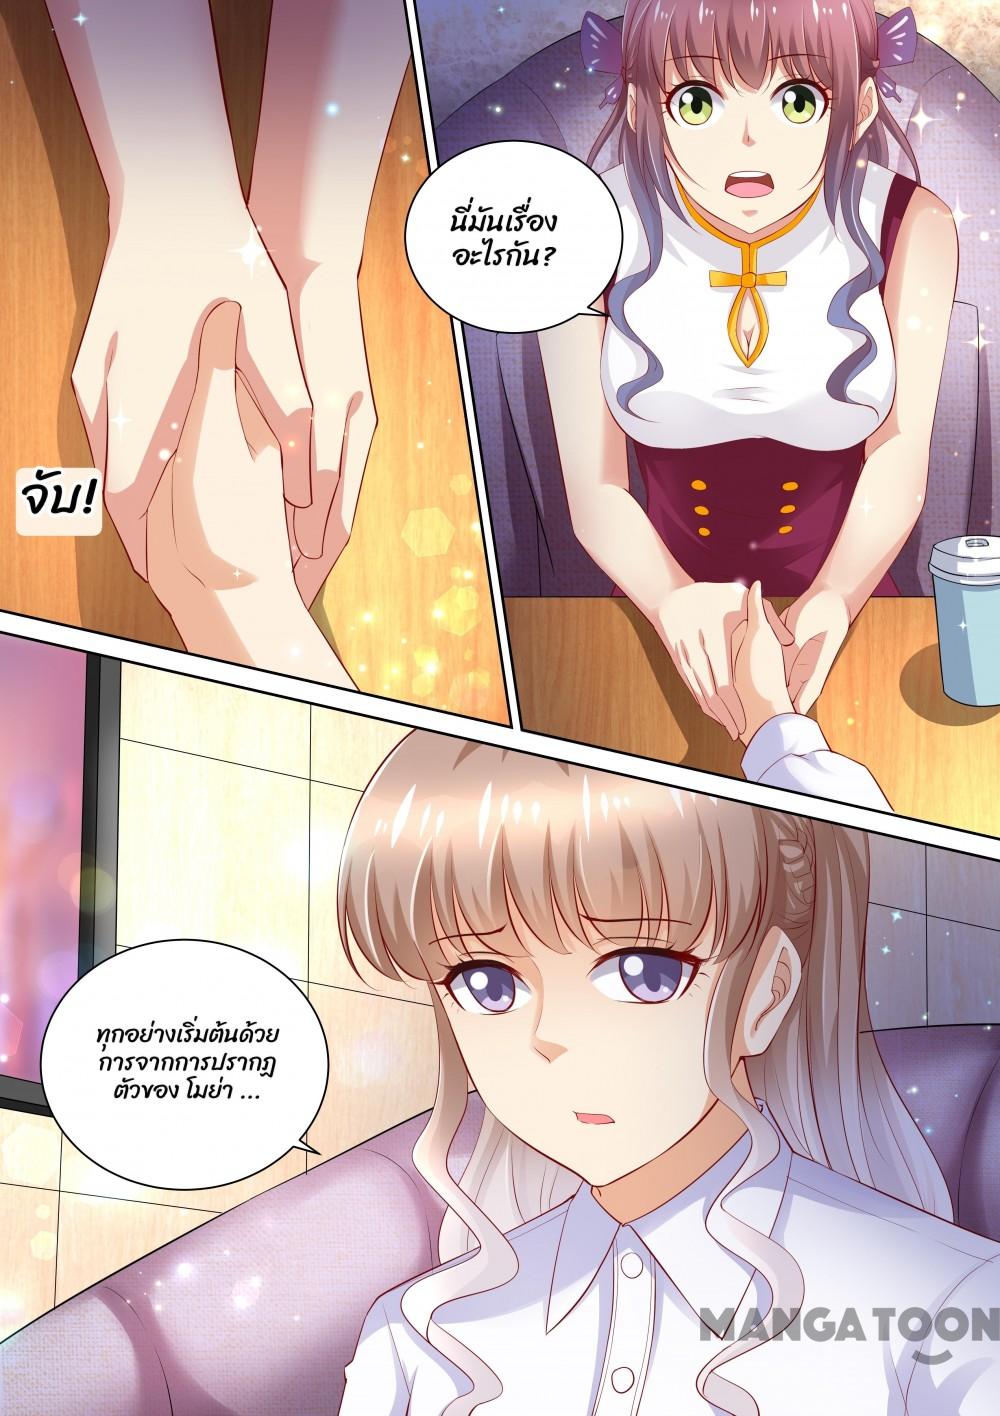 จับ!
นี่มันเรื่อง
อะไรกัน?
ทุกอย่างเริ่มต้นด้วย
การจากการปรากฏ
ตัวของ โมย่า ...
MANGATOON